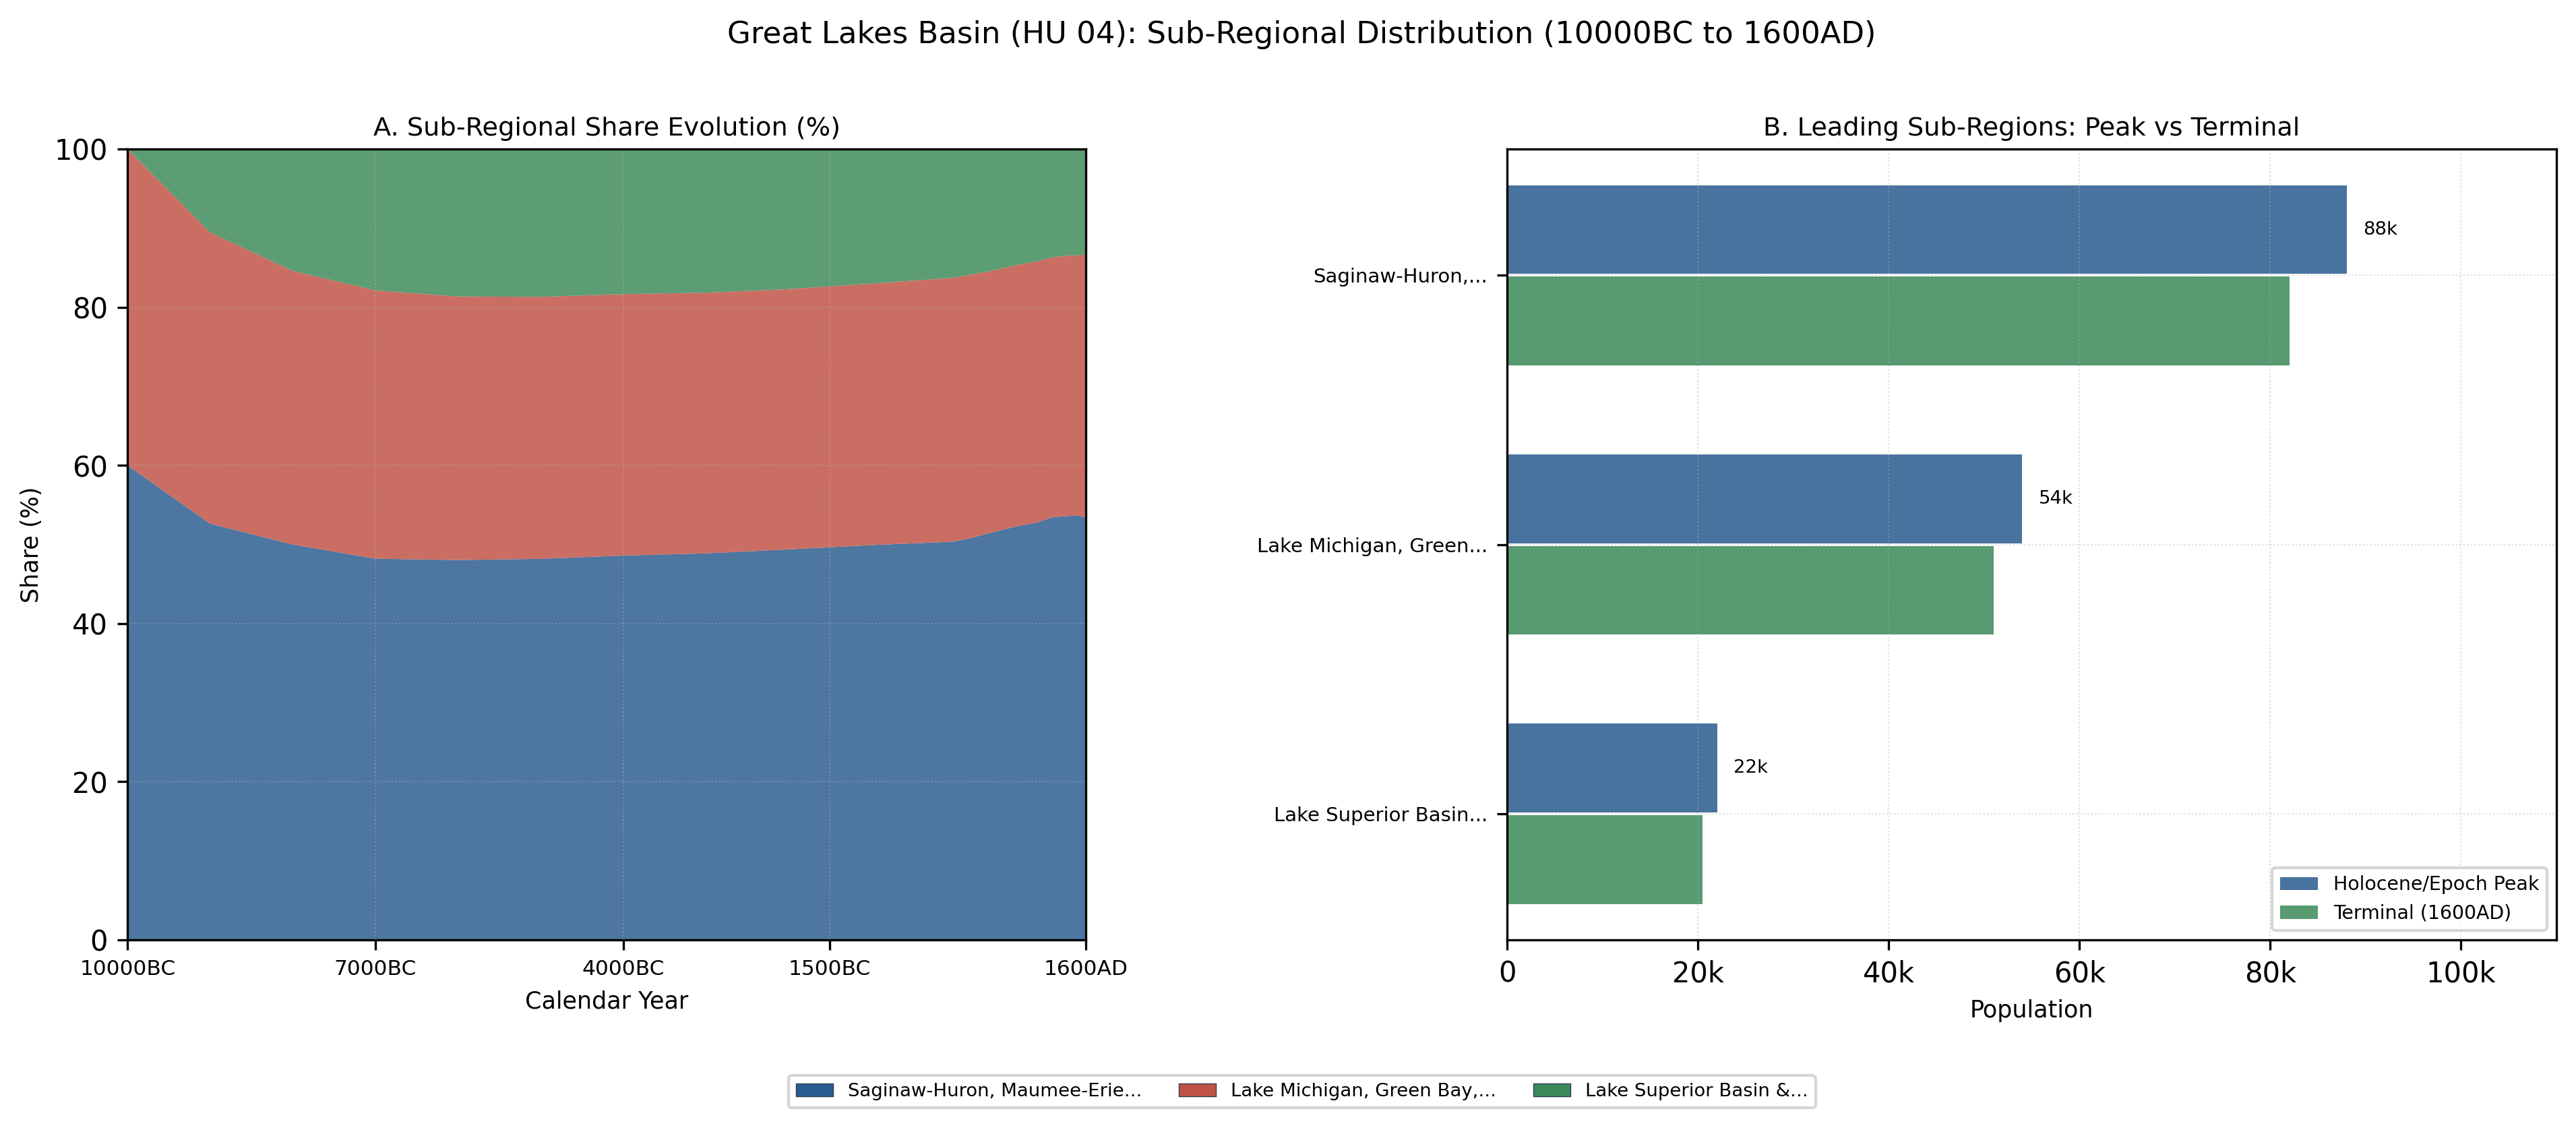 Great Lakes Basin (HU 04): Sub-Regional Distribution (10000BC to 1600AD)
A. Sub-Regional Share Evolution (%)
100
80
60
40
20
0
Share (%)
10000BC 7000BC 4000BC 1500BC 1600AD
Calendar Year
B. Leading Sub-Regions: Peak vs Terminal
Saginaw-Huron,...
Lake Michigan, Green...
Lake Superior Basin...
88k
54k
22k
Holocene/Epoch Peak
Terminal (1600AD)
0 20k 40k 60k 80k 100k
Population
Saginaw-Huron, Maumee-Erie... Lake Michigan, Green Bay,... Lake Superior Basin &...